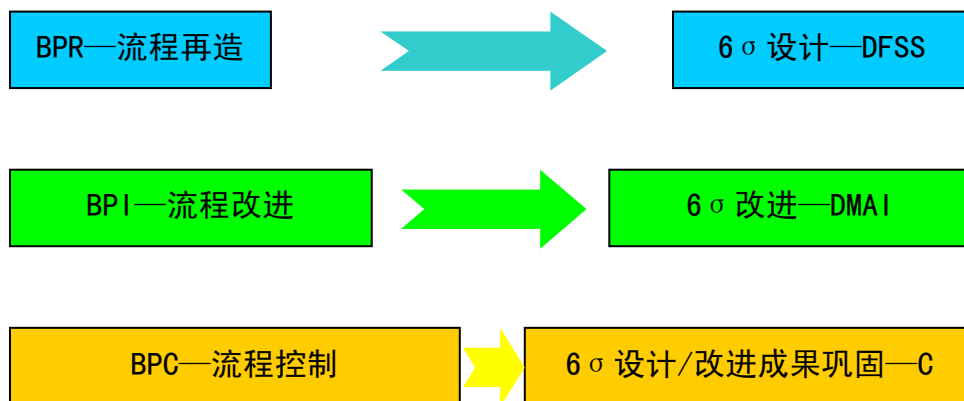 BPR—流程再造
6σ设计—DFSS
BPI—流程改进
6σ改进—DMAI
BPC—流程控制
6σ设计/改进成果巩固—C